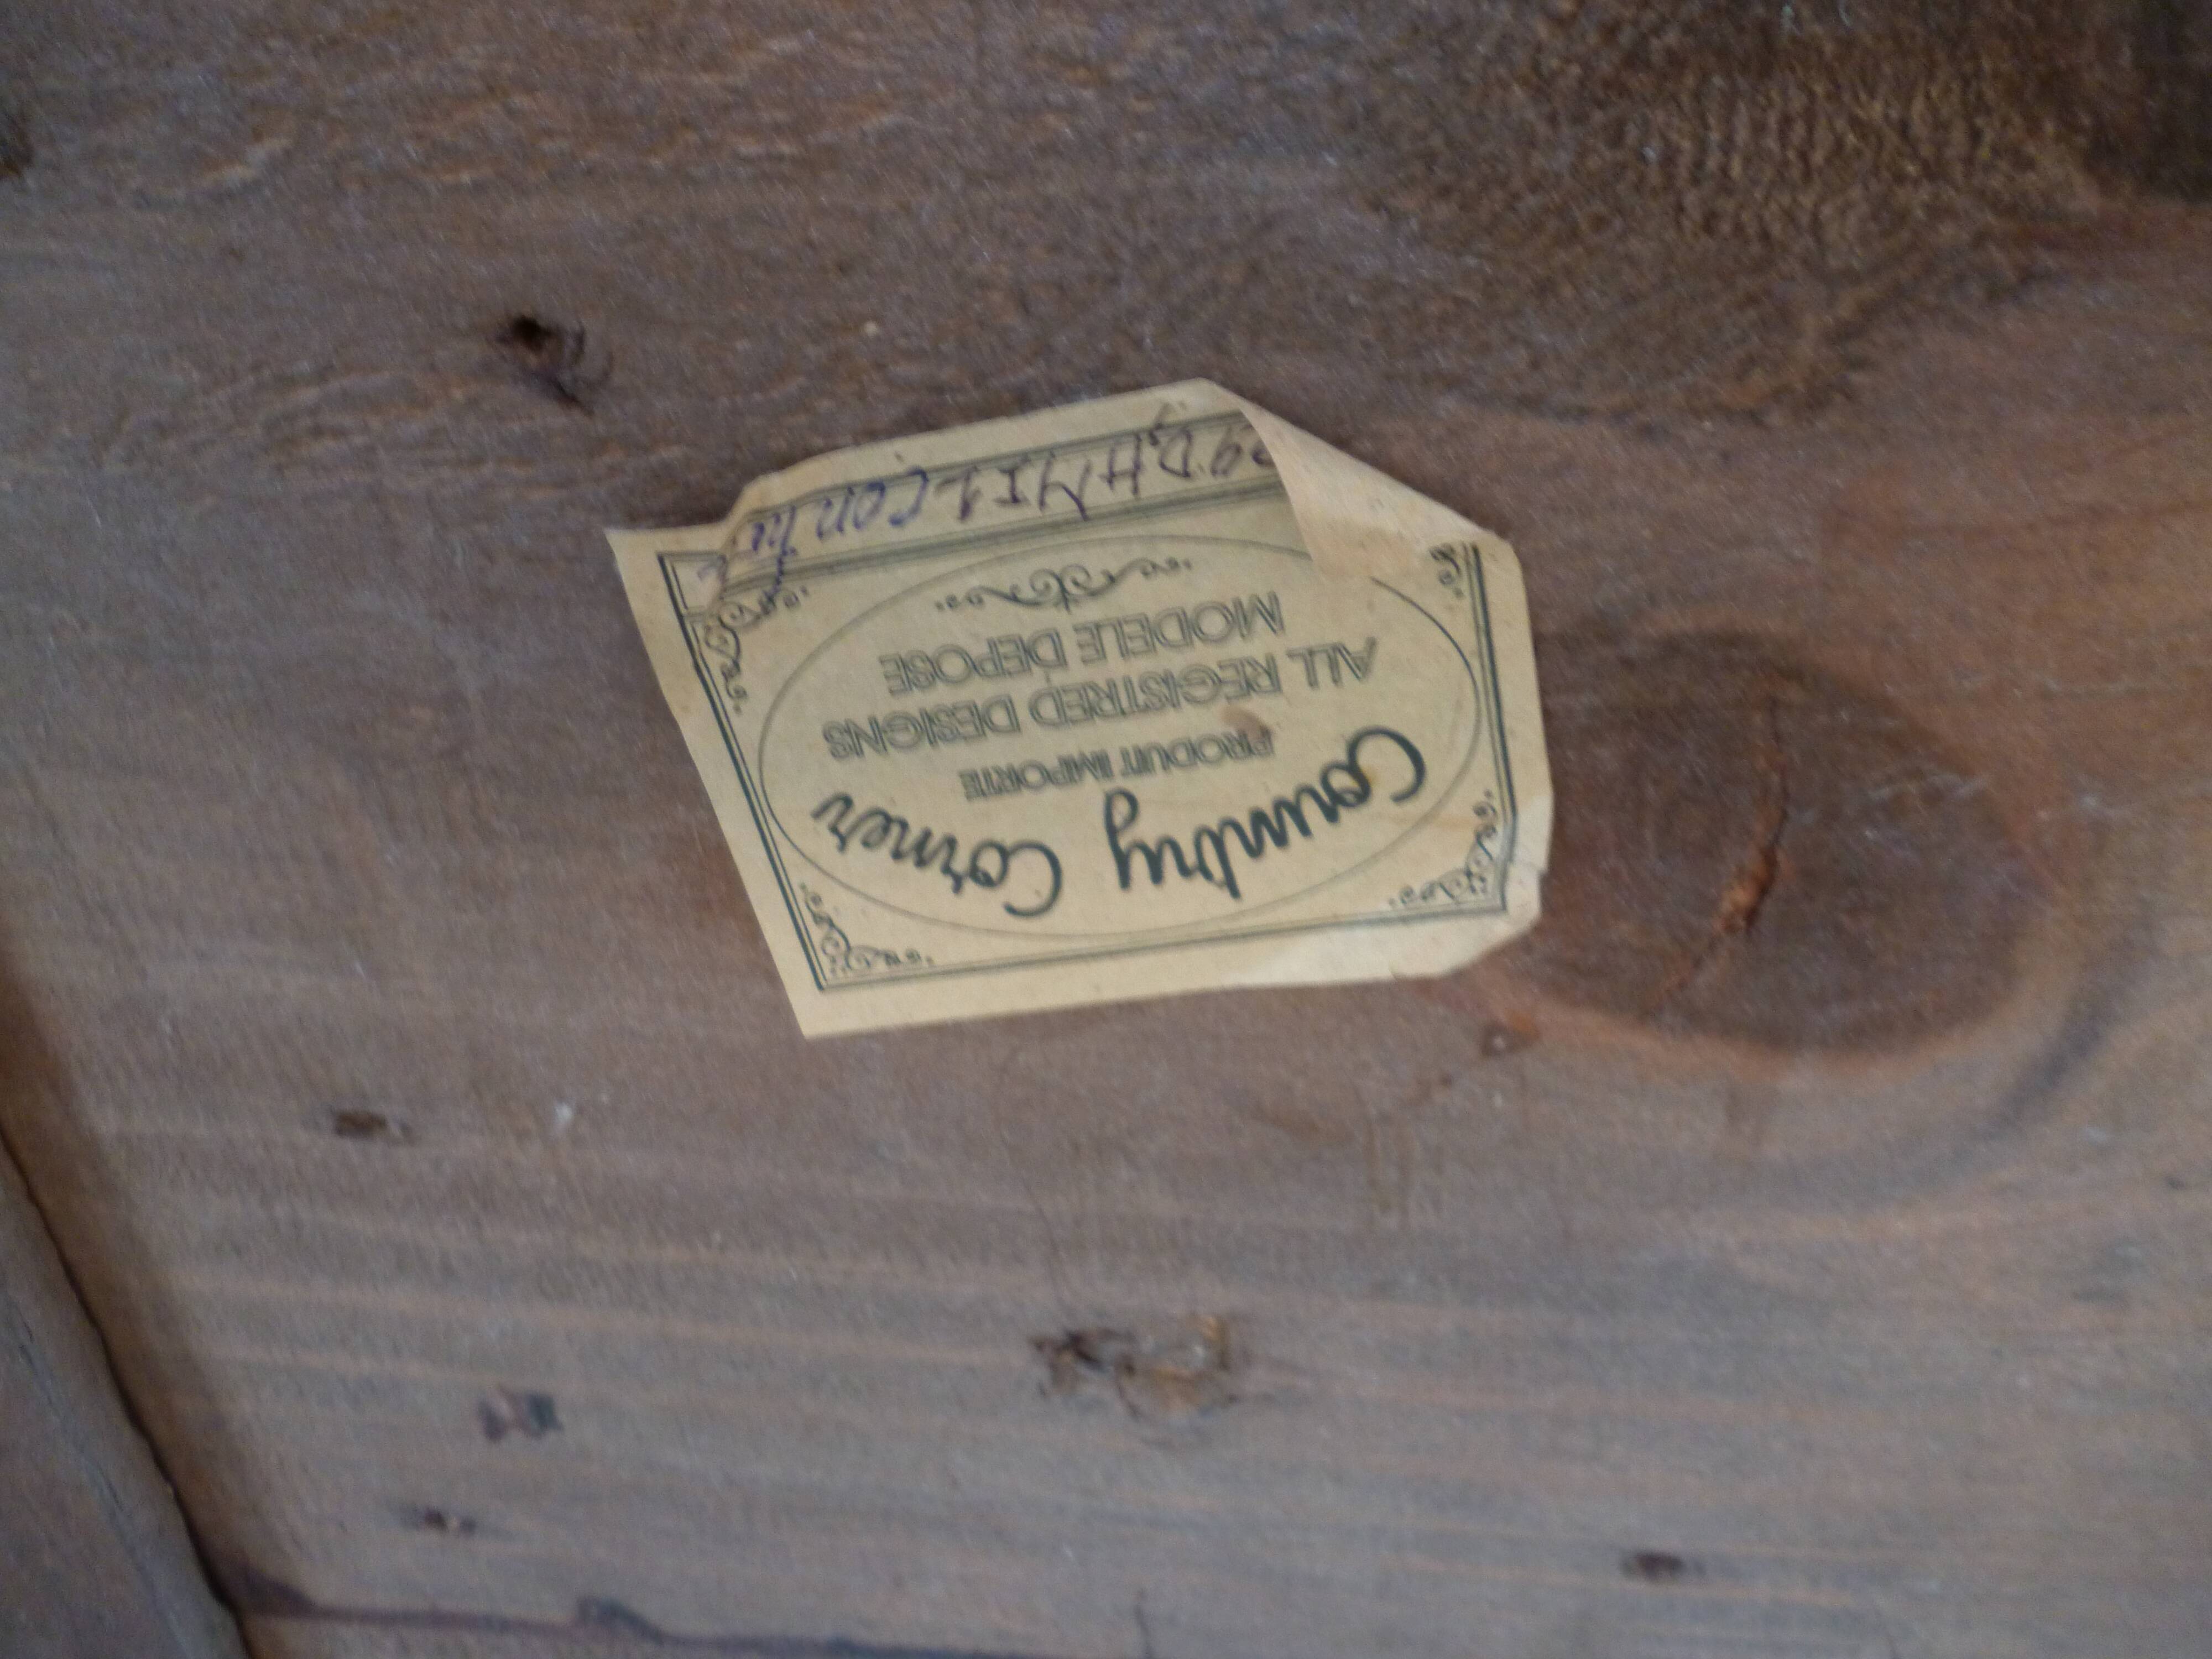 Country Corner
PRODUIT IMPORTE
ALL REGISTRED DESIGNS
MODELE DEPOSE